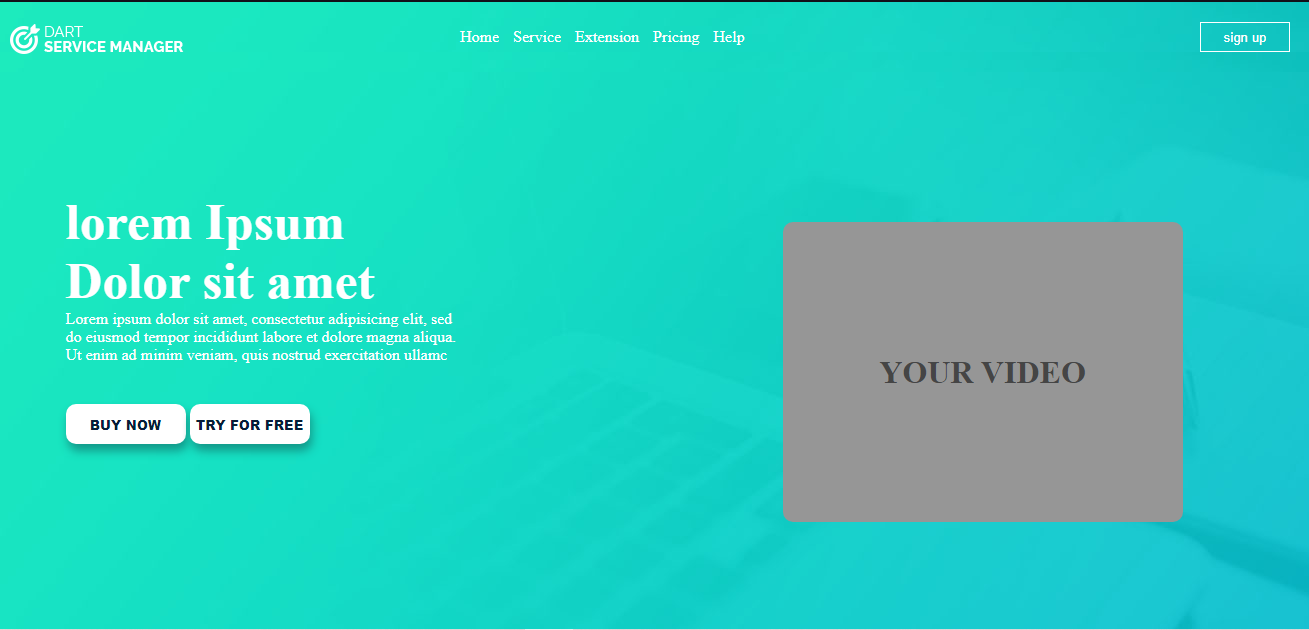 DART
SERVICE MANAGER
Home Service Extension Pricing Help
sign up
lorem Ipsum
Dolor sit amet
Lorem ipsum dolor sit amet, consectetur adipisicing elit, sed
do eiusmod tempor incididunt labore et dolore magna aliqua.
Ut enim ad minim veniam, quis nostrud exercitation ullamc
BUY NOW TRY FOR FREE
YOUR VIDEO